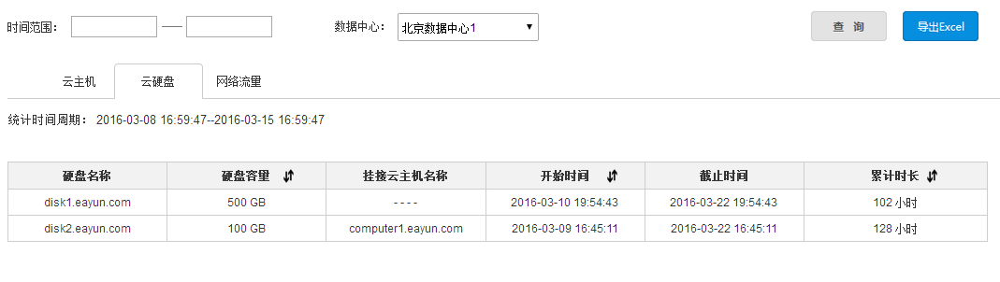 时间范围： —— 数据中心： 北京数据中心1 查 询 导出Excel
云主机 云硬盘 网络流量
统计时间周期： 2016-03-08 16:59:47--2016-03-15 16:59:47
硬盘名称 硬盘容量 挂接云主机名称 开始时间 截止时间 累计时长
disk1.eayun.com 500 GB ---- 2016-03-10 19:54:43 2016-03-22 19:54:43 102 小时
disk2.eayun.com 100 GB computer1.eayun.com 2016-03-09 16:45:11 2016-03-22 16:45:11 128 小时